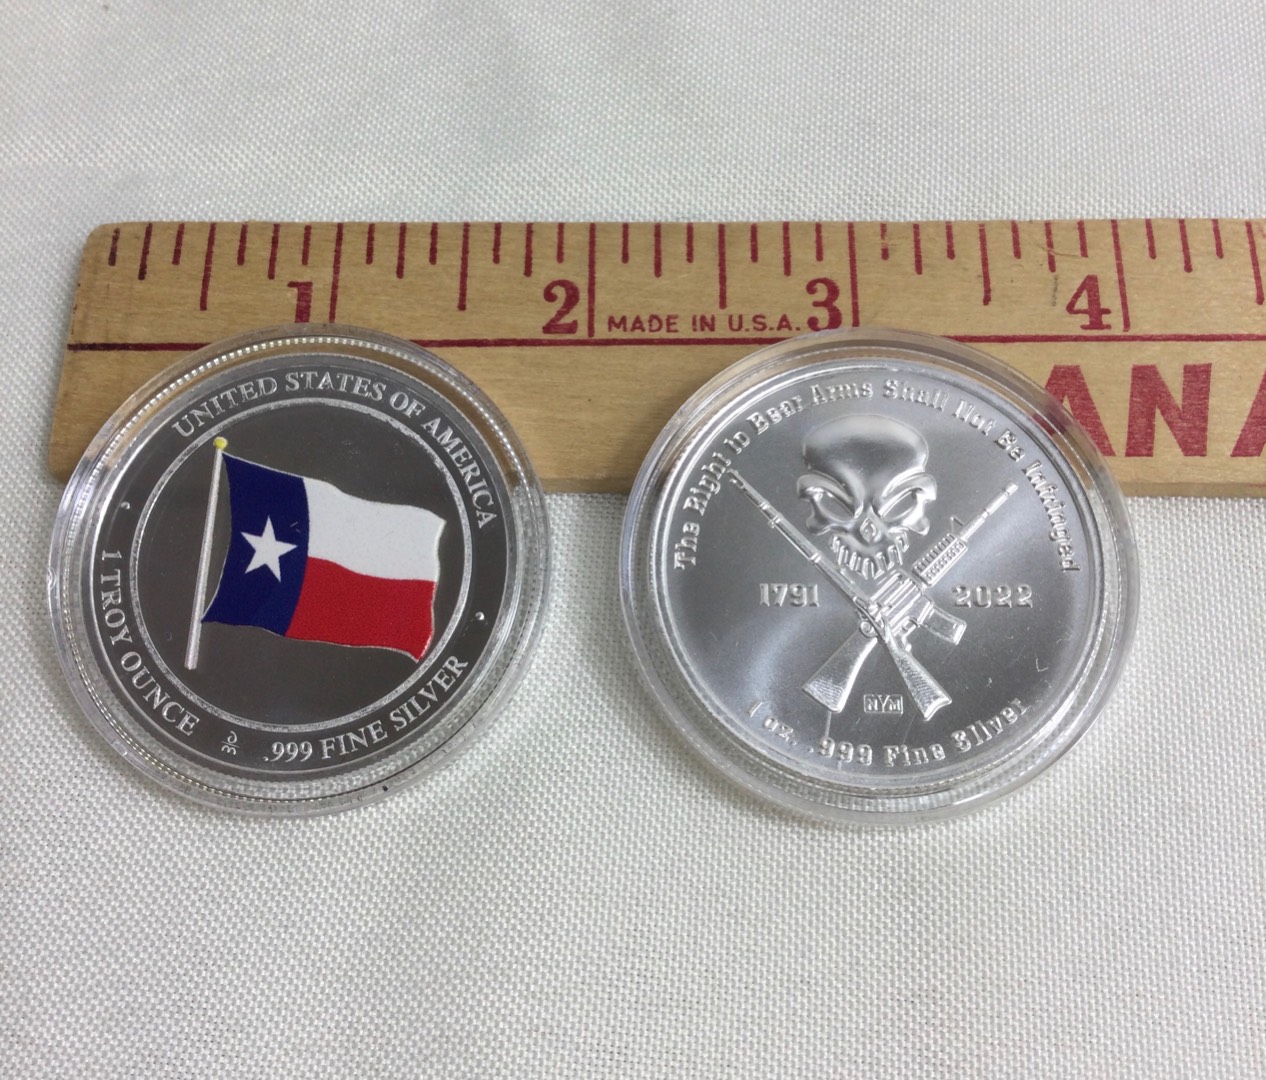 1 2 3 4
MADE IN U.S.A.
ANA
UNITED STATES OF AMERICA
1 TROY OUNCE
.999 FINE SILVER
The Right to Bear Arms Shall Not Be Infringed
1791 2022
NYM
1 oz. .999 Fine Silver